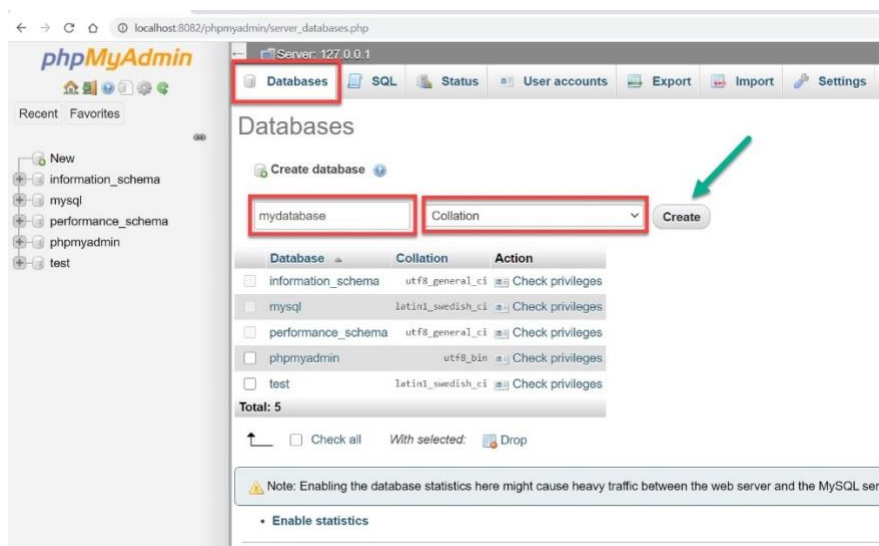 localhost:8082/phpmyadmin/server_databases.php
phpMyAdmin
Recent Favorites
New
information_schema
mysql
performance_schema
phpmyadmin
test
Server: 127.0.0.1
Databases SQL Status User accounts Export Import Settings
Databases
Create database
mydatabase Collation Create
Database Collation Action
information_schema utf8_general_ci Check privileges
mysql latin1_swedish_ci Check privileges
performance_schema utf8_general_ci Check privileges
phpmyadmin utf8_bin Check privileges
test latin1_swedish_ci Check privileges
Total: 5
Check all With selected: Drop
Note: Enabling the database statistics here might cause heavy traffic between the web server and the MySQL ser
• Enable statistics